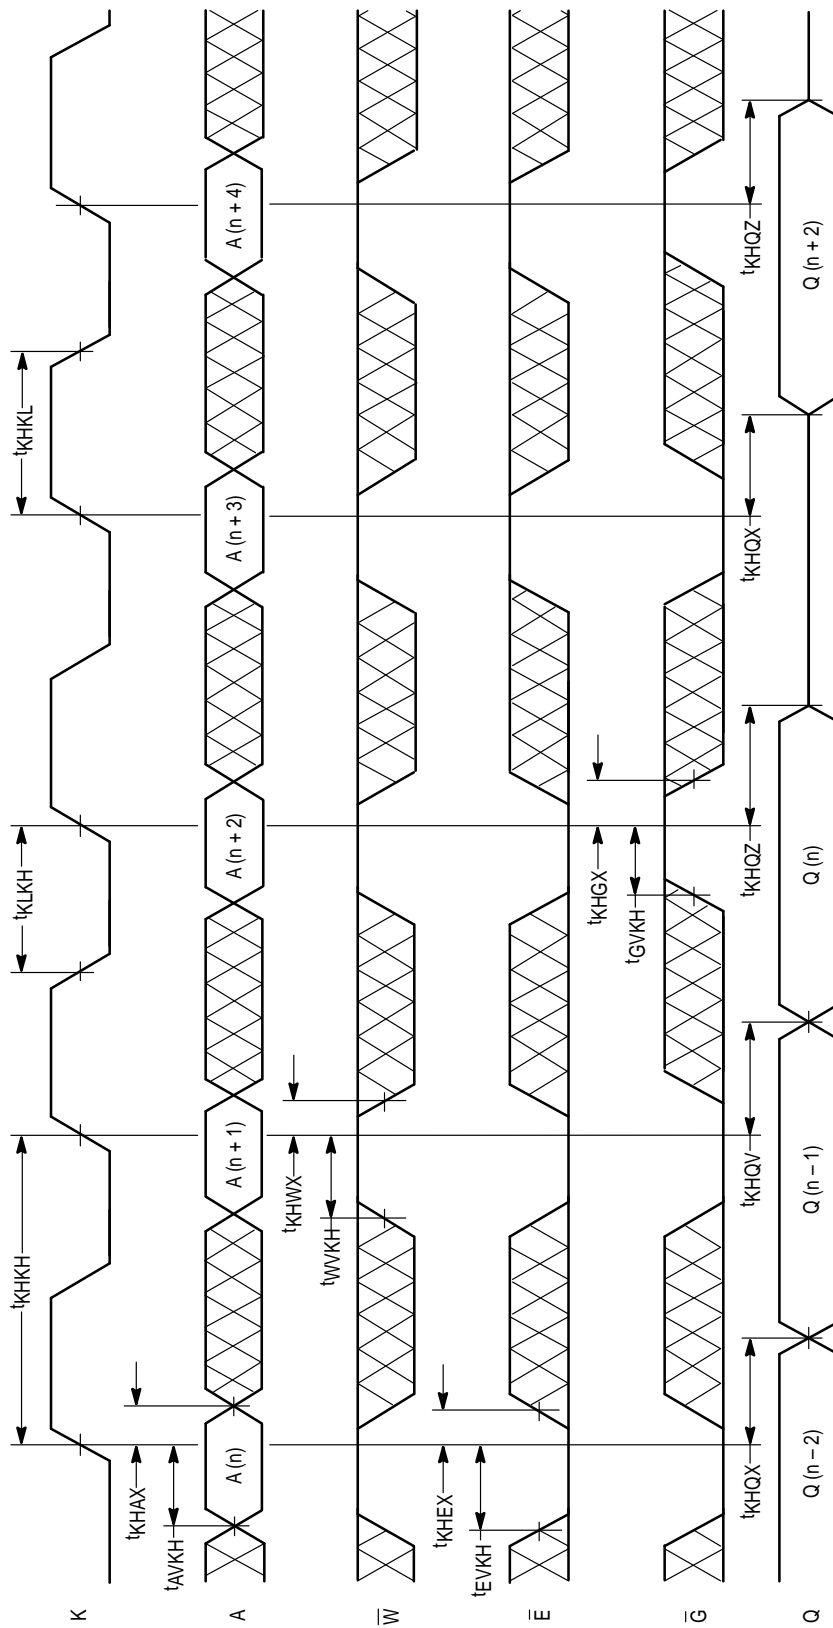 K
tKHKH
tKLKH
tKHKL
tKHAX
tAVKH
A
A (n)
A (n + 1)
A (n + 2)
A (n + 3)
A (n + 4)
tKHWX
tWVKH
W
tKHEX
tEVKH
E
tKHGX
tGVKH
G
tKHQX
tKHQV
tKHQZ
tKHQX
tKHQZ
Q
Q (n – 2)
Q (n – 1)
Q (n)
Q (n + 2)